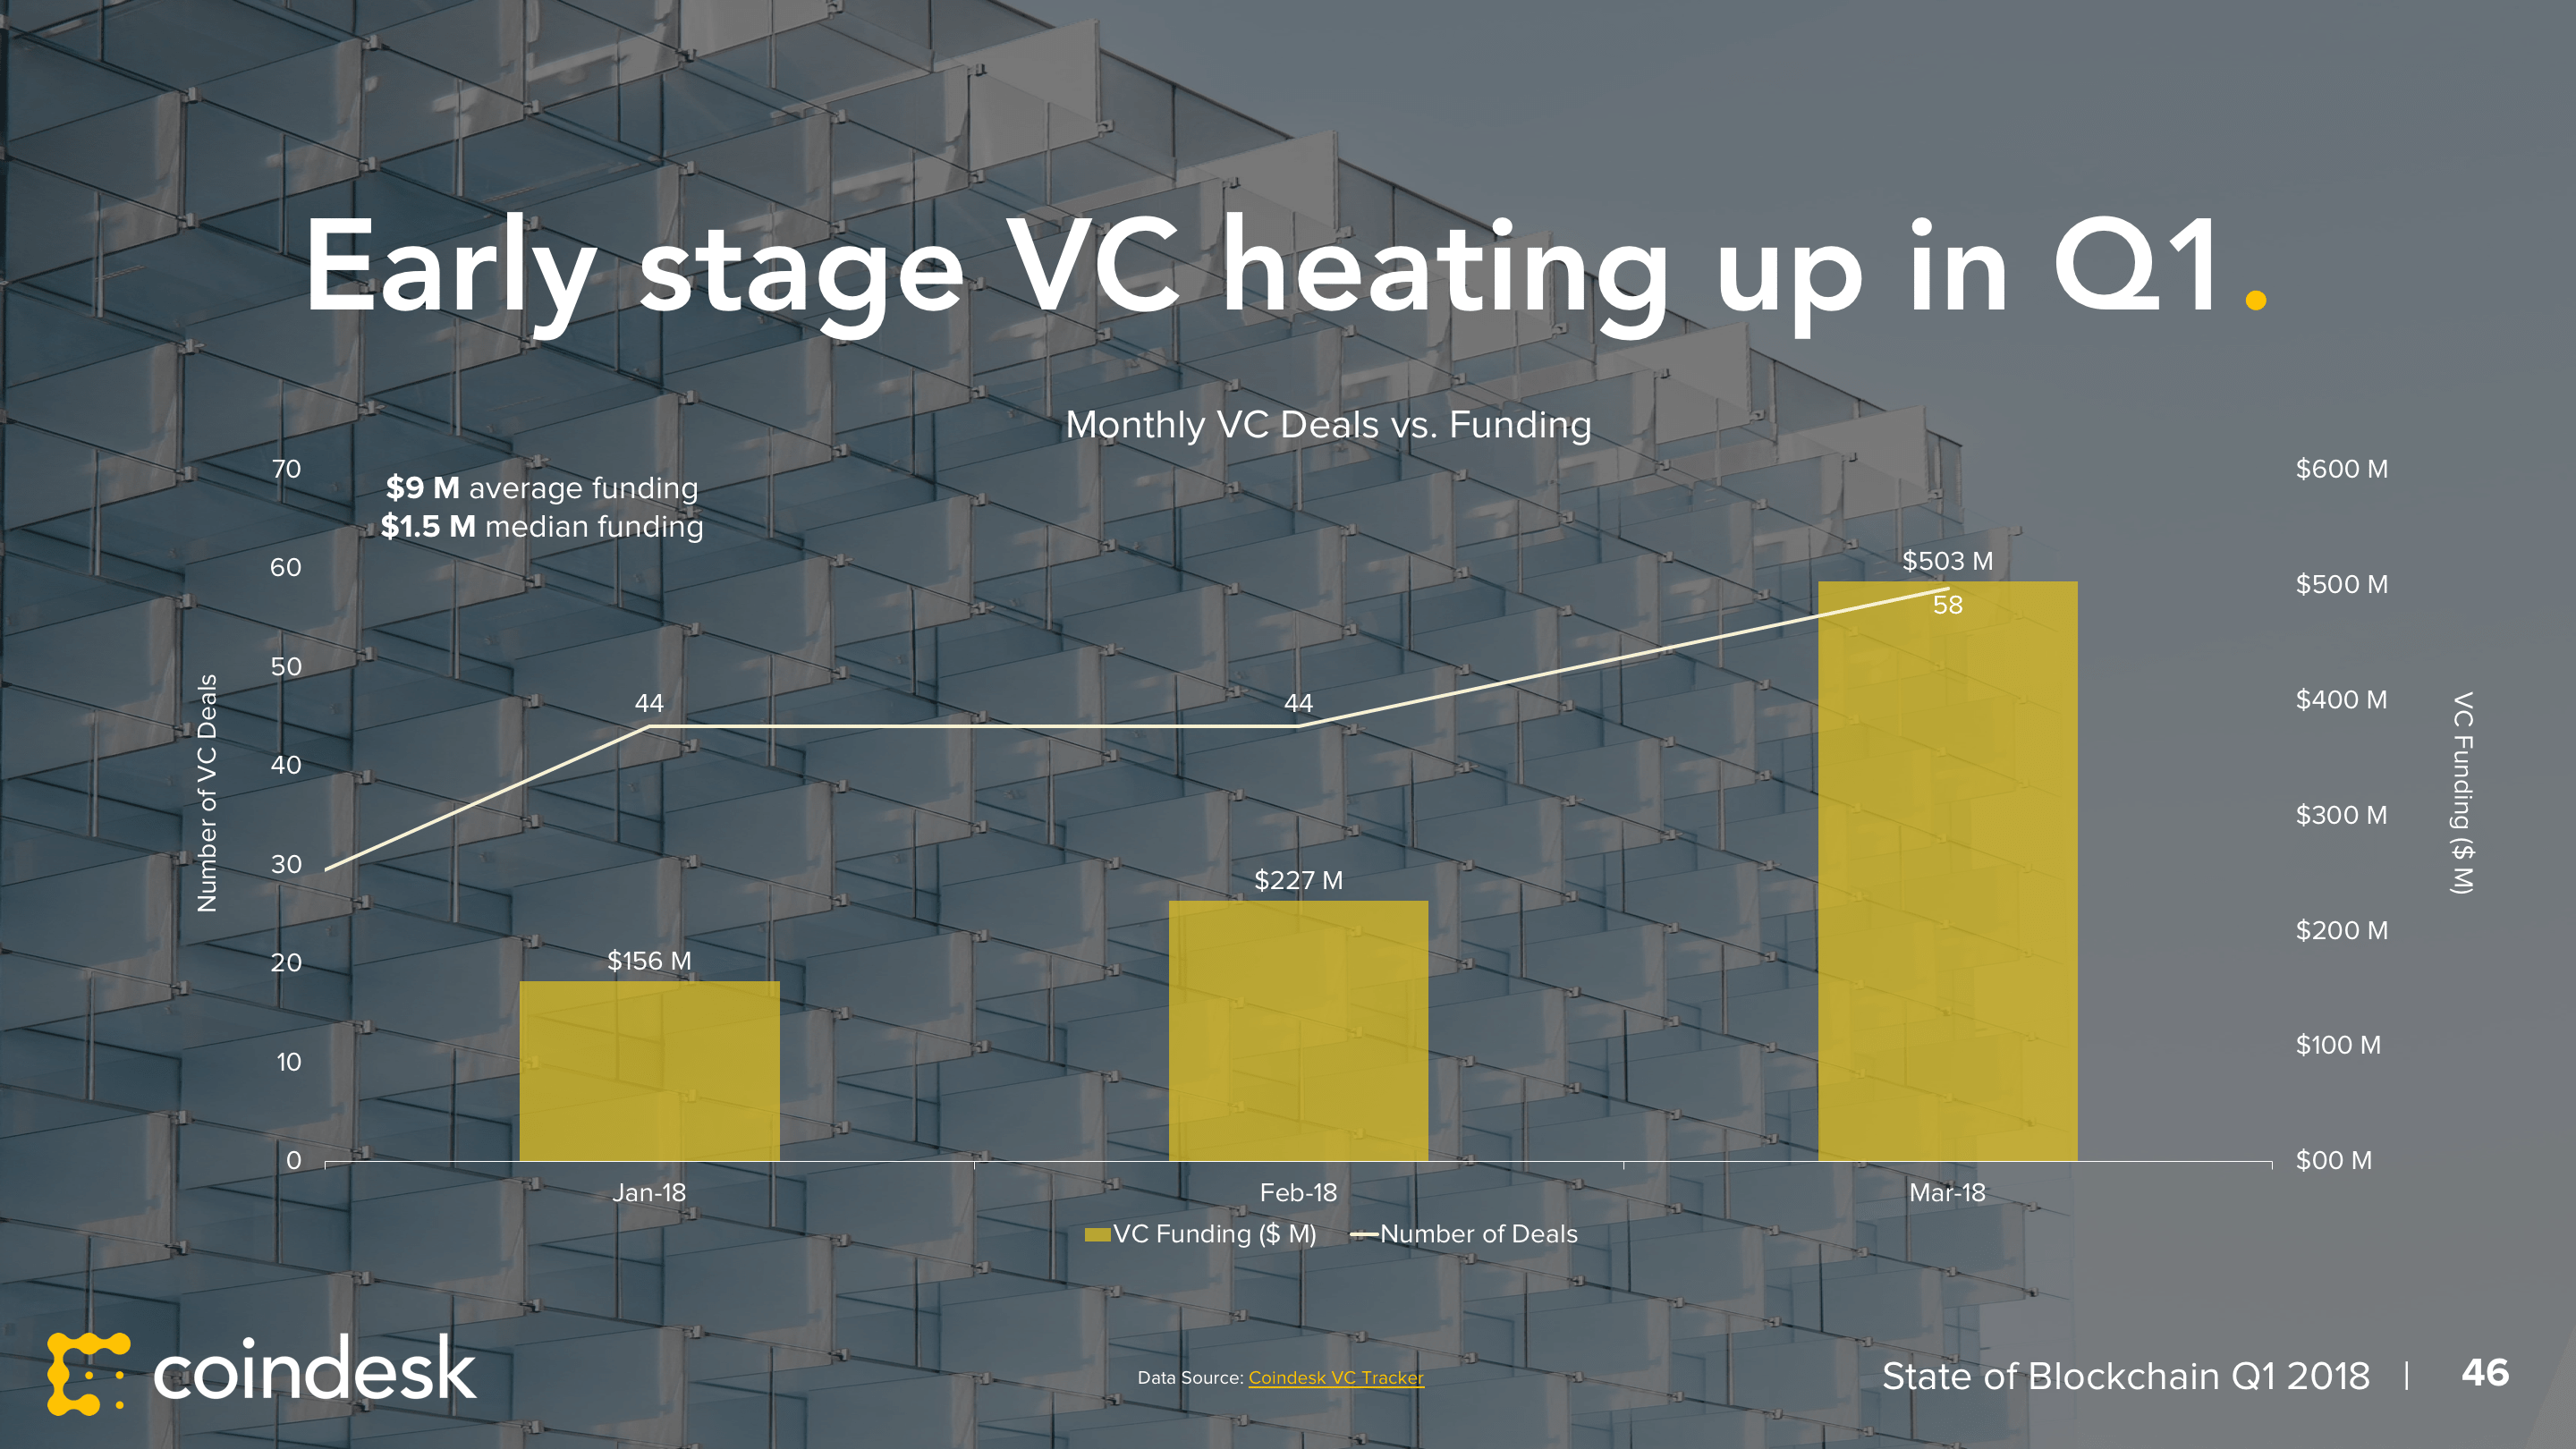 Early stage VC heating up in Q1.
Monthly VC Deals vs. Funding
$9 M average funding
$1.5 M median funding
Number of VC Deals
70
60
50
40
30
20
10
0
44
44
58
$156 M
$227 M
$503 M
$600 M
$500 M
$400 M
$300 M
$200 M
$100 M
$00 M
VC Funding ($ M)
Jan-18
Feb-18
Mar-18
VC Funding ($ M)
Number of Deals
coindesk
Data Source: Coindesk VC Tracker
State of Blockchain Q1 2018 | 46